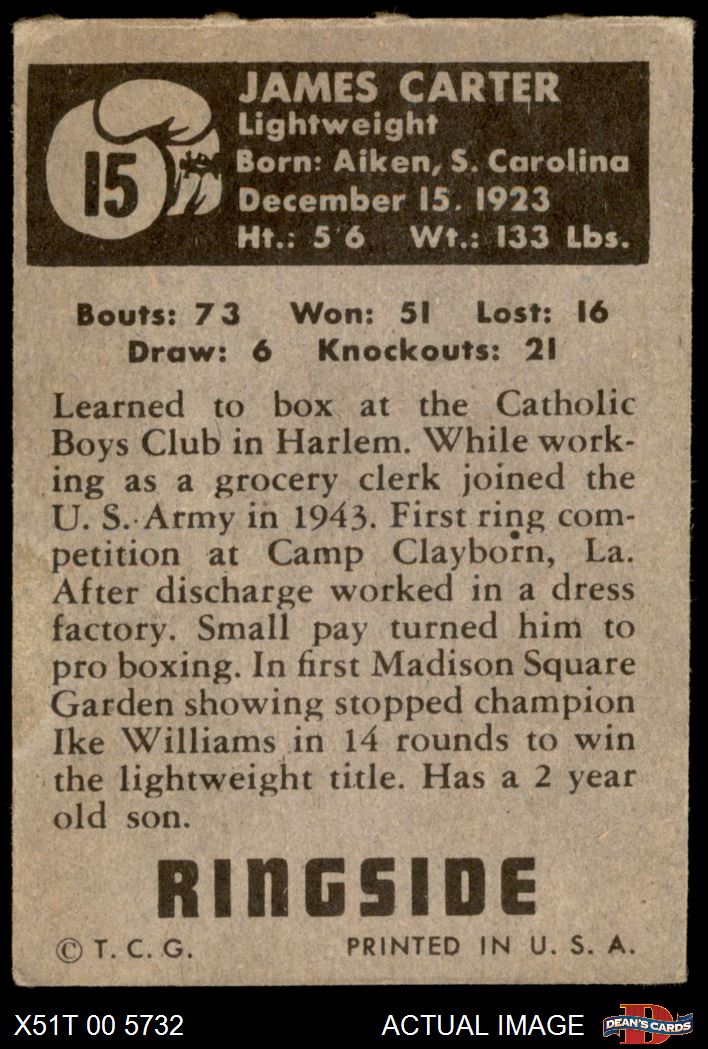 15
JAMES CARTER
Lightweight
Born: Aiken, S. Carolina
December 15, 1923
Ht.: 5'6 Wt.: 133 Lbs.
Bouts: 73 Won: 51 Lost: 16
Draw: 6 Knockouts: 21
Learned to box at the Catholic
Boys Club in Harlem. While work-
ing as a grocery clerk joined the
U. S. Army in 1943. First ring com-
petition at Camp Clayborn, La.
After discharge worked in a dress
factory. Small pay turned him to
pro boxing. In first Madison Square
Garden showing stopped champion
Ike Williams in 14 rounds to win
the lightweight title. Has a 2 year
old son.
RINGSIDE
© T. C. G. PRINTED IN U. S. A.
X51T 00 5732 ACTUAL IMAGE D DEAN'S CARDS